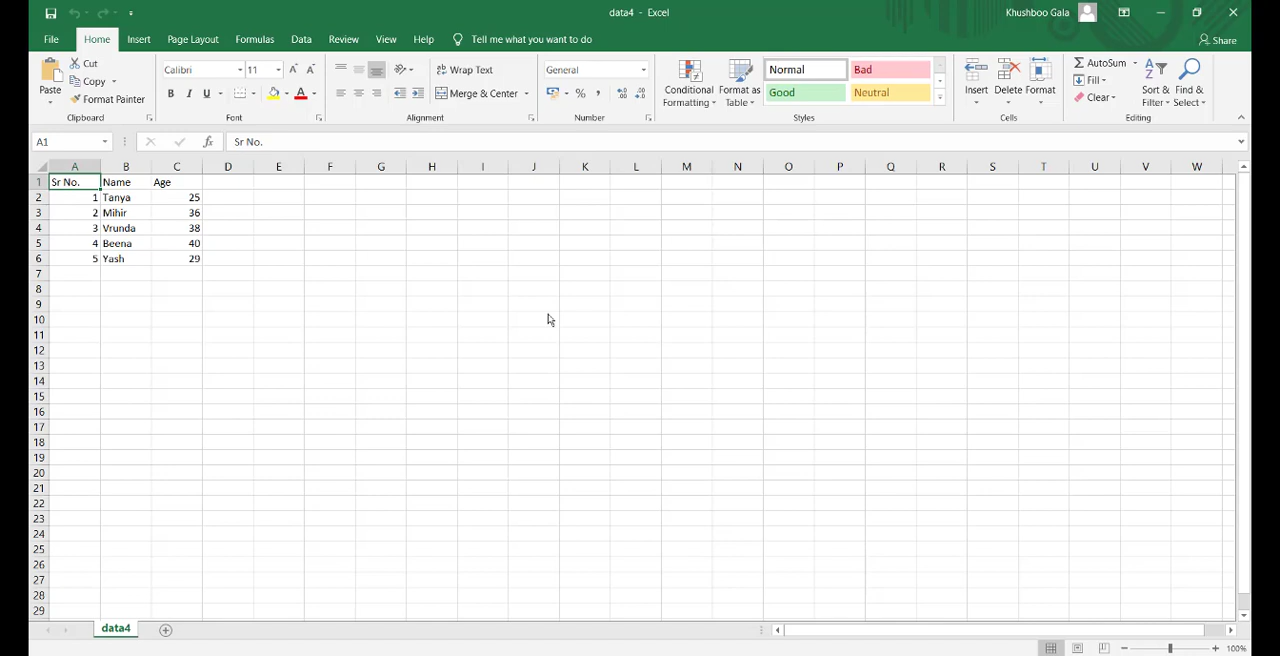 data4 - Excel
Khushboo Gala
File Home Insert Page Layout Formulas Data Review View Help Tell me what you want to do Share
Paste
Cut
Copy
Format Painter
Clipboard
Calibri 11
B I U A
Font
Wrap Text
Merge & Center
Alignment
General
%
Number
Conditional Formatting
Format as Table
Normal Bad
Good Neutral
Styles
Insert Delete Format
Cells
AutoSum
Fill
Clear
Sort & Filter
Find & Select
Editing
A1 fx Sr No.
A B C D E F G H I J K L M N O P Q R S T U V W
1 Sr No. Name Age
2 1 Tanya 25
3 2 Mihir 36
4 3 Vrunda 38
5 4 Beena 40
6 5 Yash 29
7
8
9
10
11
12
13
14
15
16
17
18
19
20
21
22
23
24
25
26
27
28
29
data4
100%